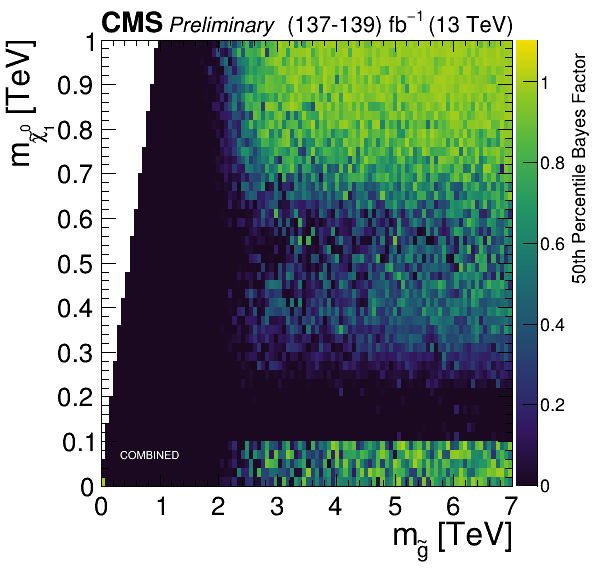 CMS Preliminary (137-139) fb⁻¹ (13 TeV)
m_χ̃⁰₁ [TeV]
1
0.9
0.8
0.7
0.6
0.5
0.4
0.3
0.2
0.1
0
COMBINED
0 1 2 3 4 5 6 7
m_g̃ [TeV]
1
0.8
0.6
0.4
0.2
0
50th Percentile Bayes Factor